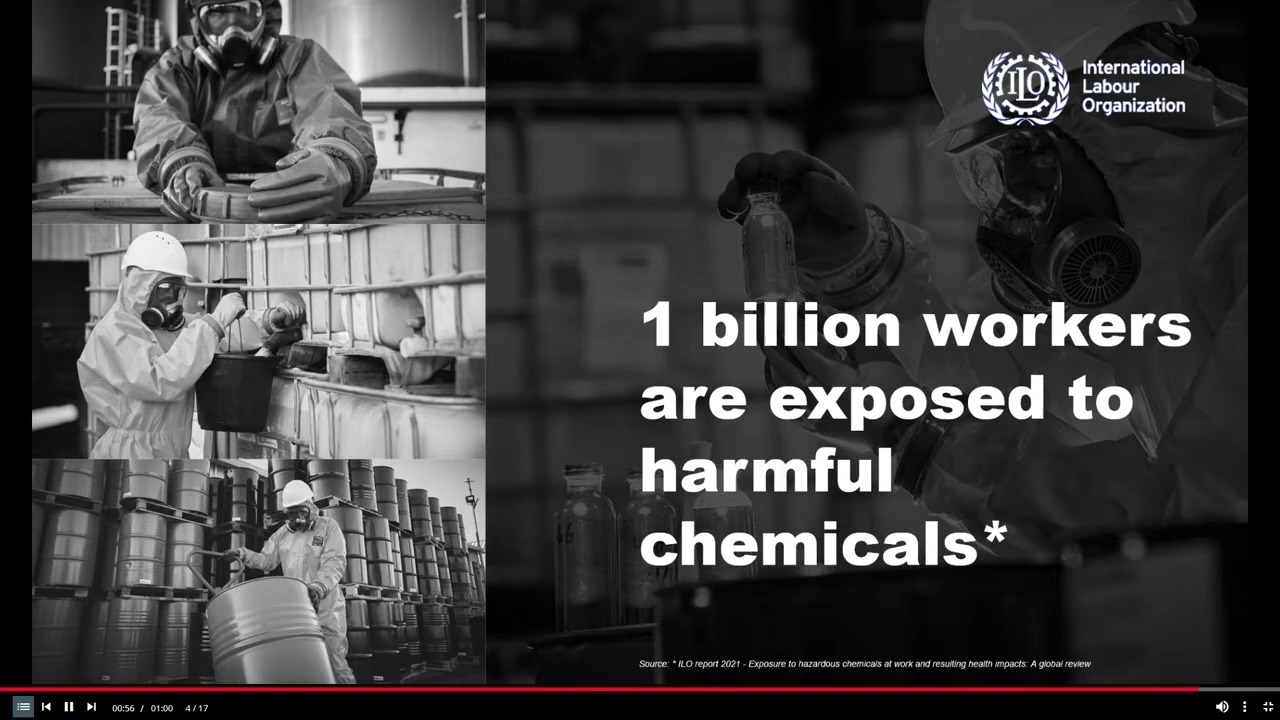 International
Labour
Organization
ILO
1 billion workers
are exposed to
harmful
chemicals*
Source: * ILO report 2021 - Exposure to hazardous chemicals at work and resulting health impacts: A global review
00:56 / 01:00 4 / 17